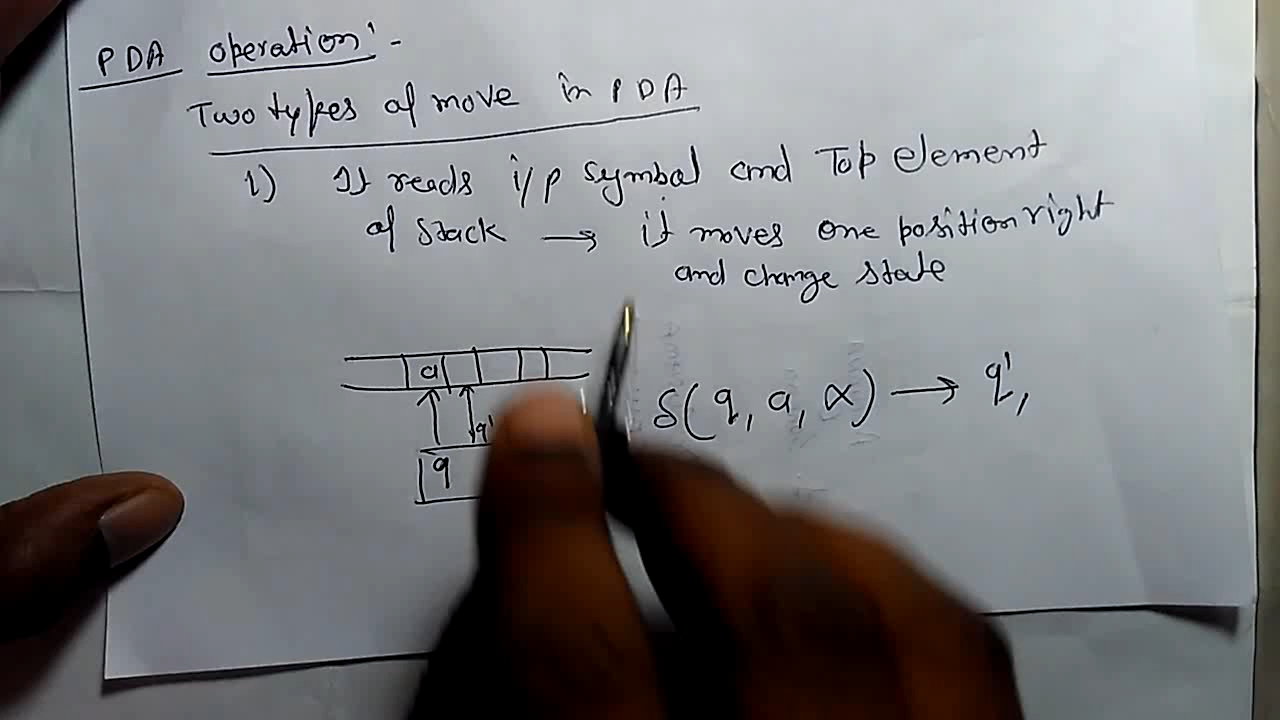 PDA operation:-
Two types of move in PDA
1) It reads i/p symbol and Top element
of stack → it moves one position right
and change state
a
δ(q, a, α) → q',
q'
q